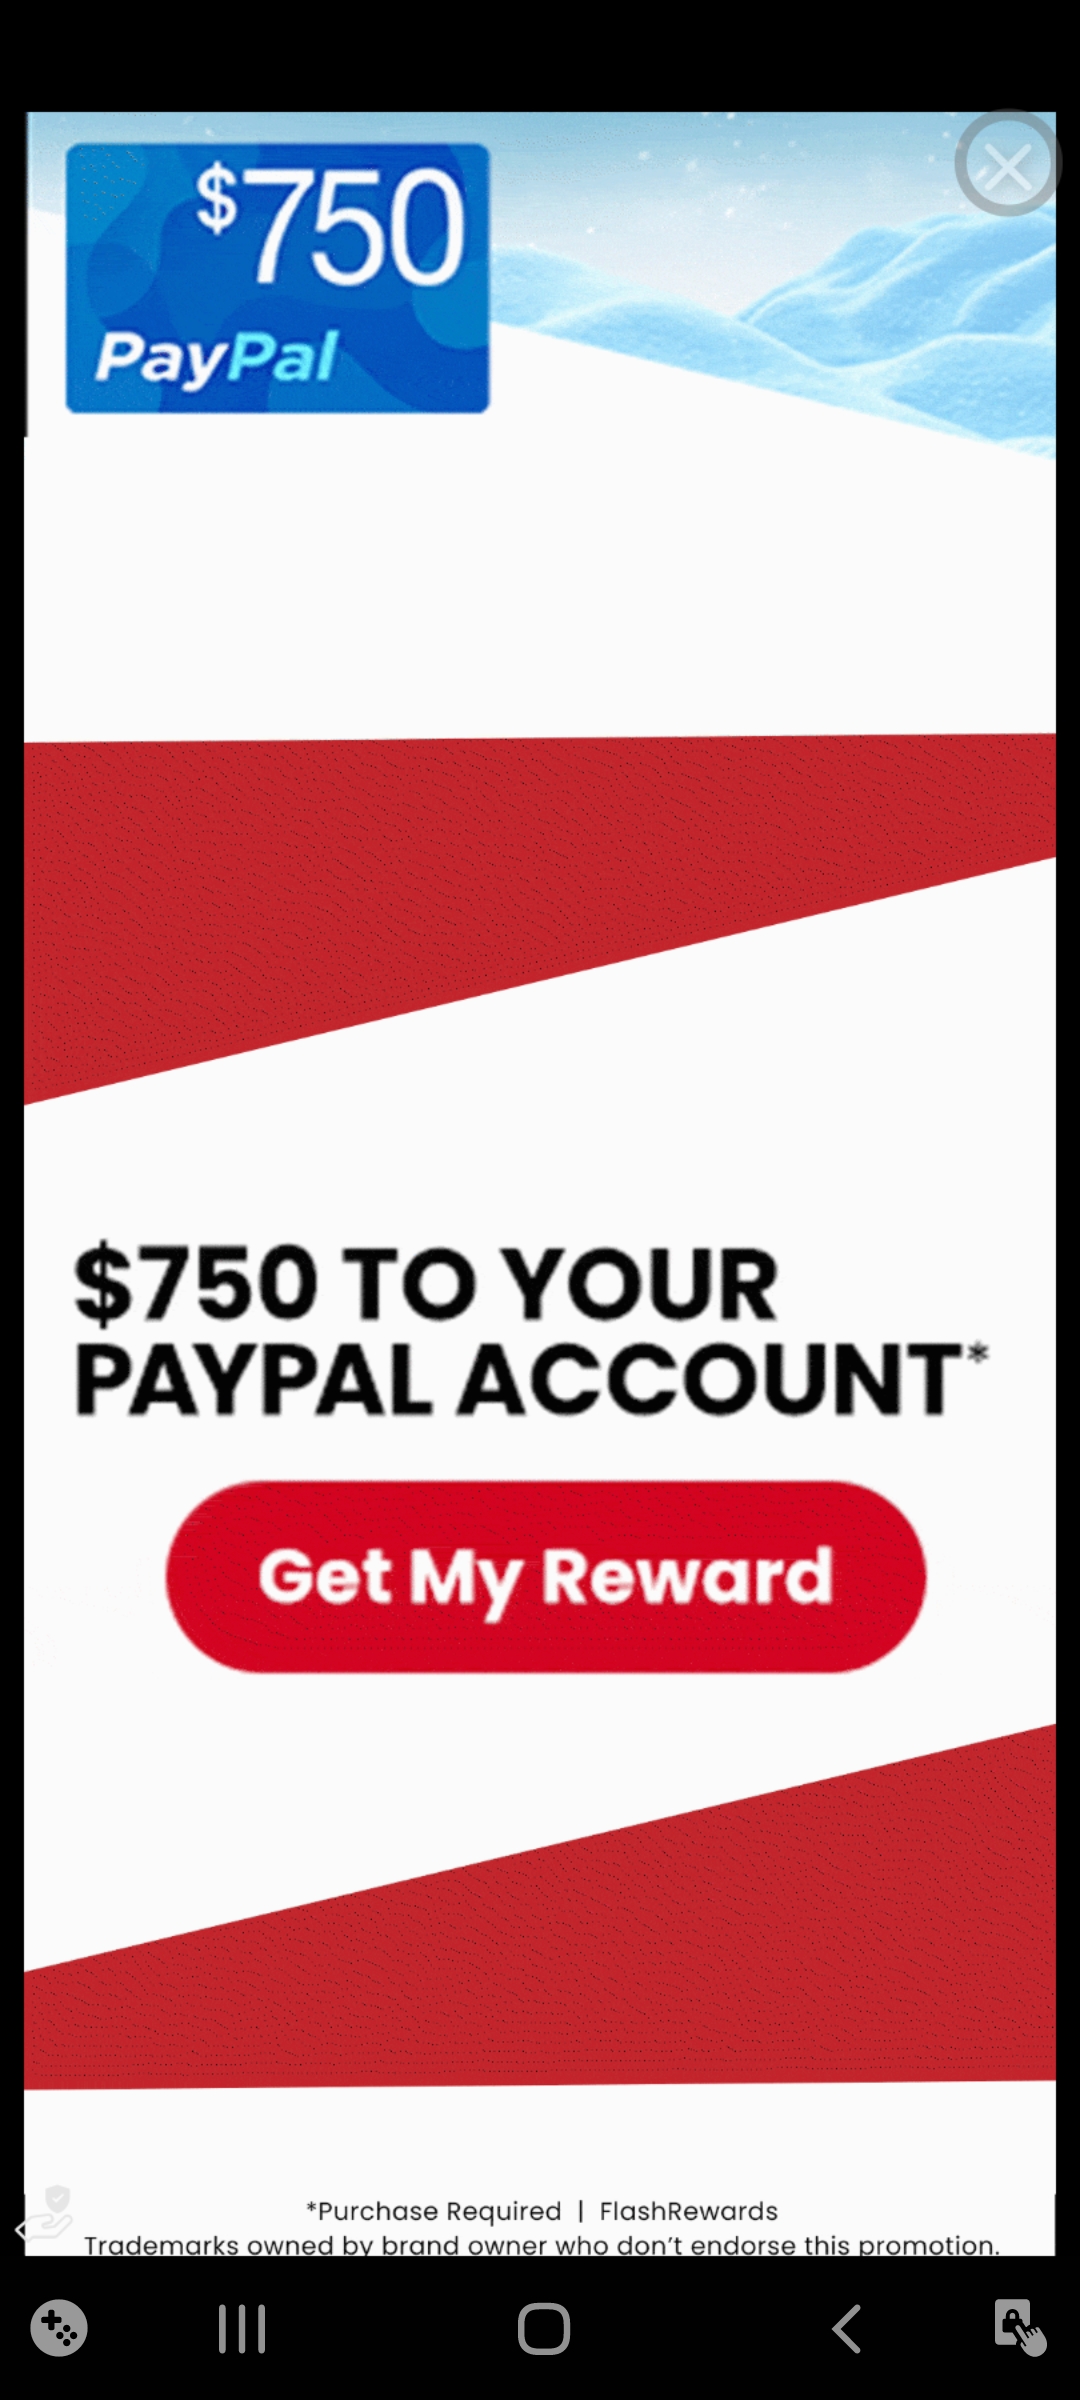 $750
PayPal
$750 TO YOUR
PAYPAL ACCOUNT*
Get My Reward
*Purchase Required | FlashRewards
Trademarks owned by brand owner who don't endorse this promotion.